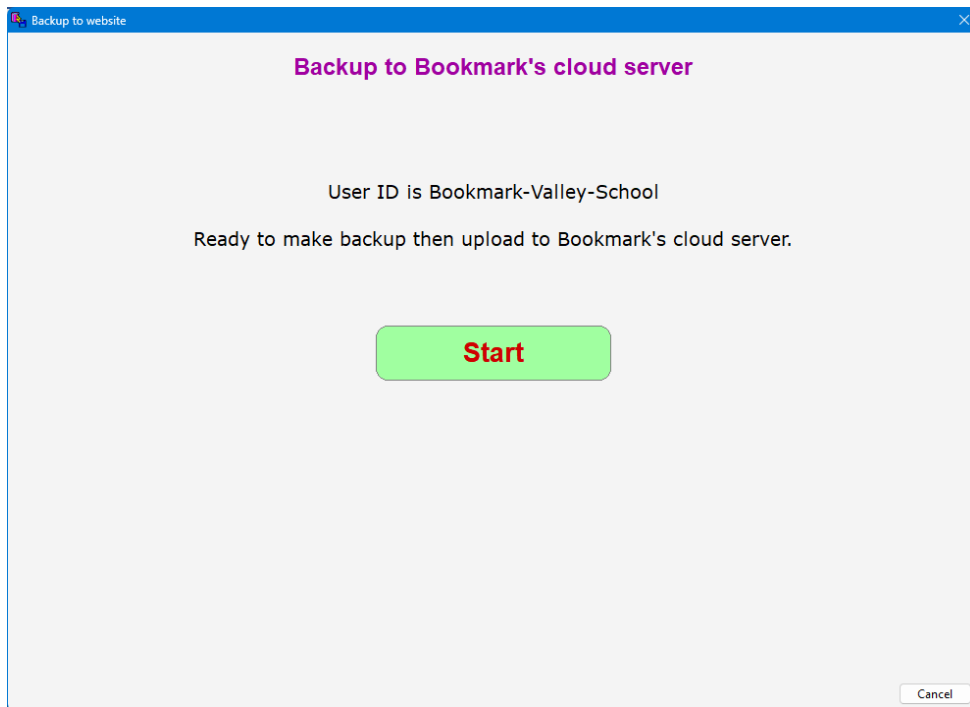 Backup to website
Backup to Bookmark's cloud server
User ID is Bookmark-Valley-School
Ready to make backup then upload to Bookmark's cloud server.
Start
Cancel